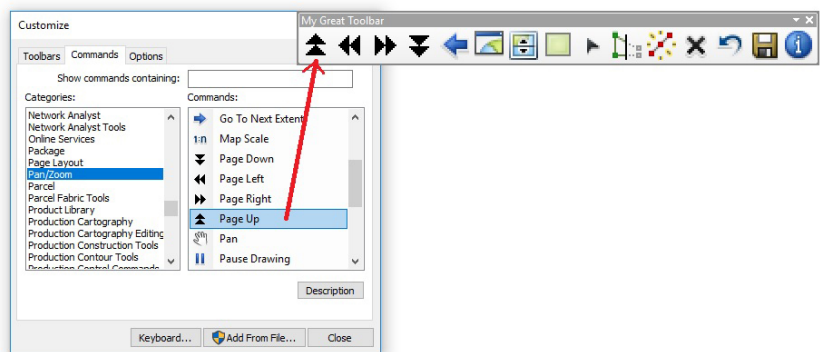 Customize
My Great Toolbar
Toolbars Commands Options
Show commands containing:
Categories: Commands:
Network Analyst
Network Analyst Tools
Online Services
Package
Page Layout
Pan/Zoom
Parcel
Parcel Fabric Tools
Product Library
Production Cartography
Production Cartography Editing
Production Construction Tools
Production Contour Tools
Production Control Commands
Go To Next Extent
1:n Map Scale
Page Down
Page Left
Page Right
Page Up
Pan
Pause Drawing
Description
Keyboard... Add From File... Close